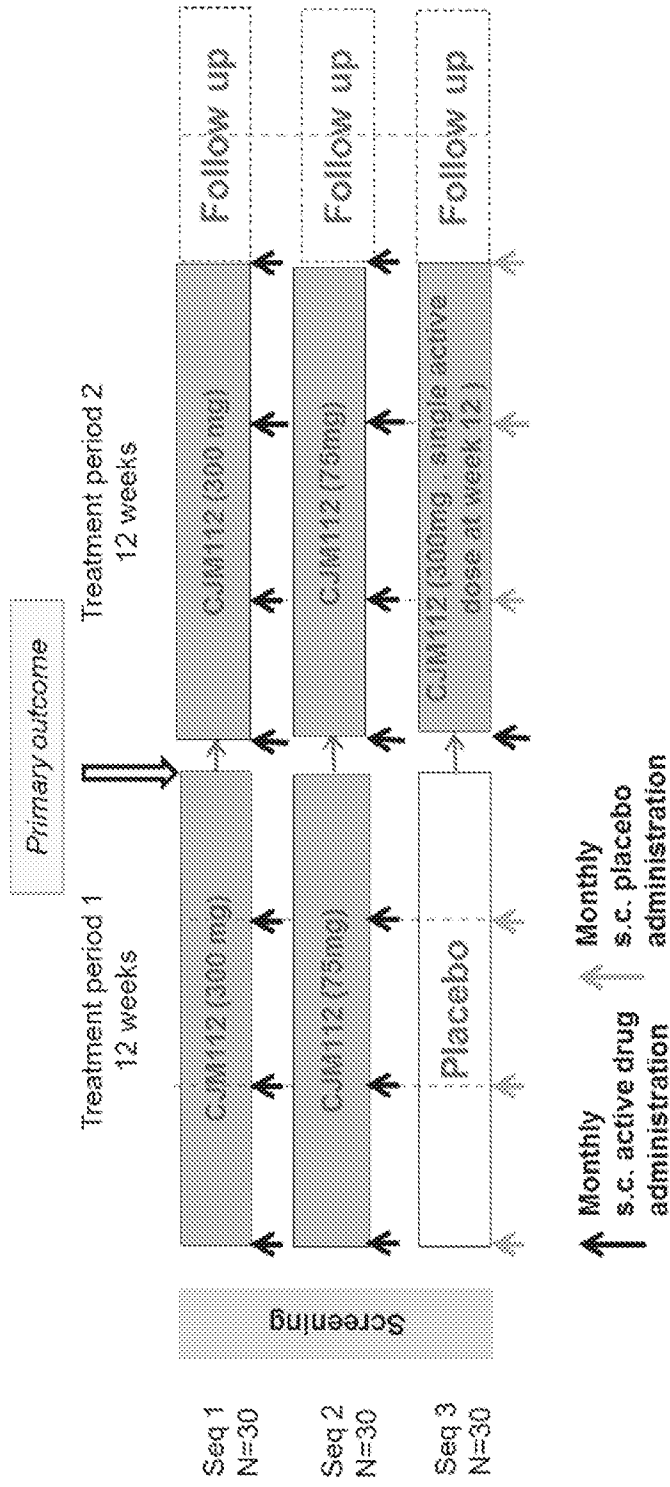 Primary outcome
Treatment period 1
12 weeks
Treatment period 2
12 weeks
Screening
Seq 1
N=30
CJM112 (300 mg)
CJM112 (300 mg)
Follow up
Seq 2
N=30
CJM112 (75mg)
CJM112 (75mg)
Follow up
Seq 3
N=30
Placebo
CJM112 (300mg, single active
dose at week 12 )
Follow up
Monthly
s.c. active drug
administration
Monthly
s.c. placebo
administration